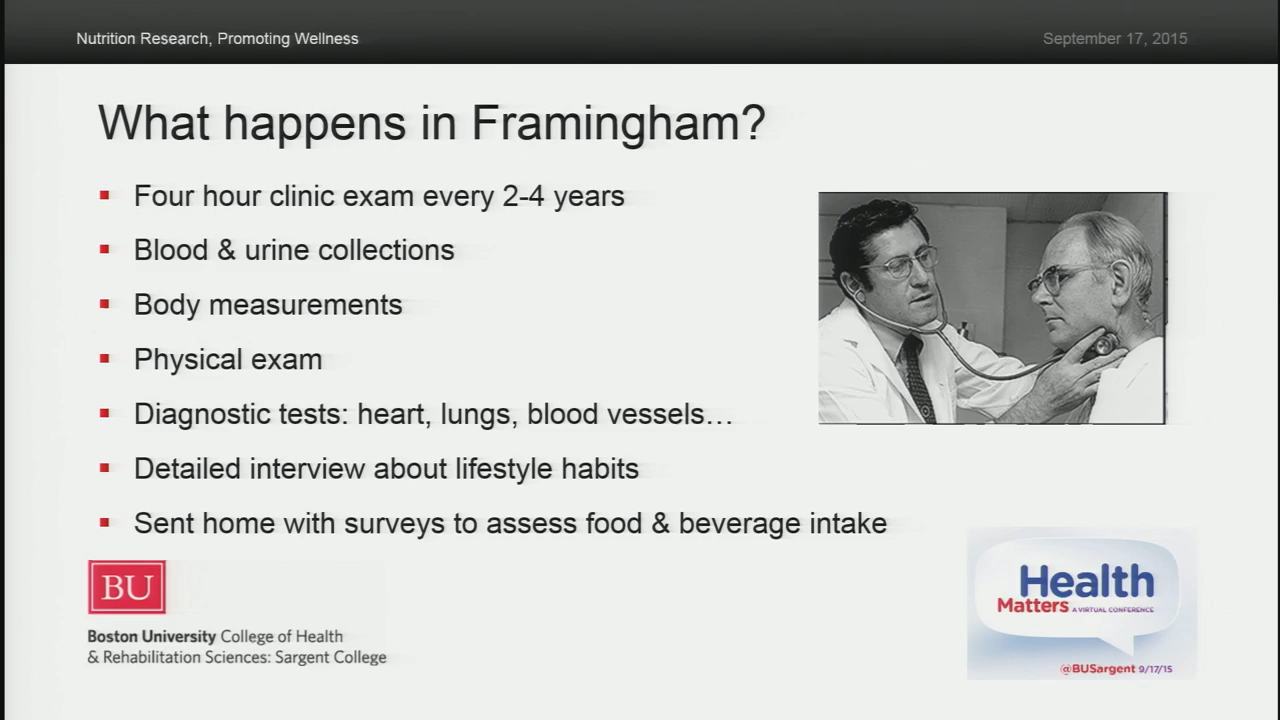 Nutrition Research, Promoting Wellness
September 17, 2015
What happens in Framingham?
Four hour clinic exam every 2-4 years
Blood & urine collections
Body measurements
Physical exam
Diagnostic tests: heart, lungs, blood vessels…
Detailed interview about lifestyle habits
Sent home with surveys to assess food & beverage intake
BU
Boston University College of Health
& Rehabilitation Sciences: Sargent College
Health
Matters A VIRTUAL CONFERENCE
@BUSargent 9/17/15